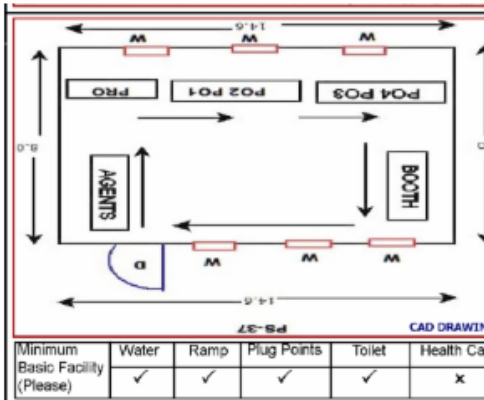 14.6
W W W
PRO PO2 PO1 PO4 PO3
8.0
AGENTS BOOTH
D W W W
14.6
PS-37
CAD DRAWIN
Minimum Basic Facility (Please) Water Ramp Plug Points Toilet Health Ca
✓ ✓ ✓ ✓ x